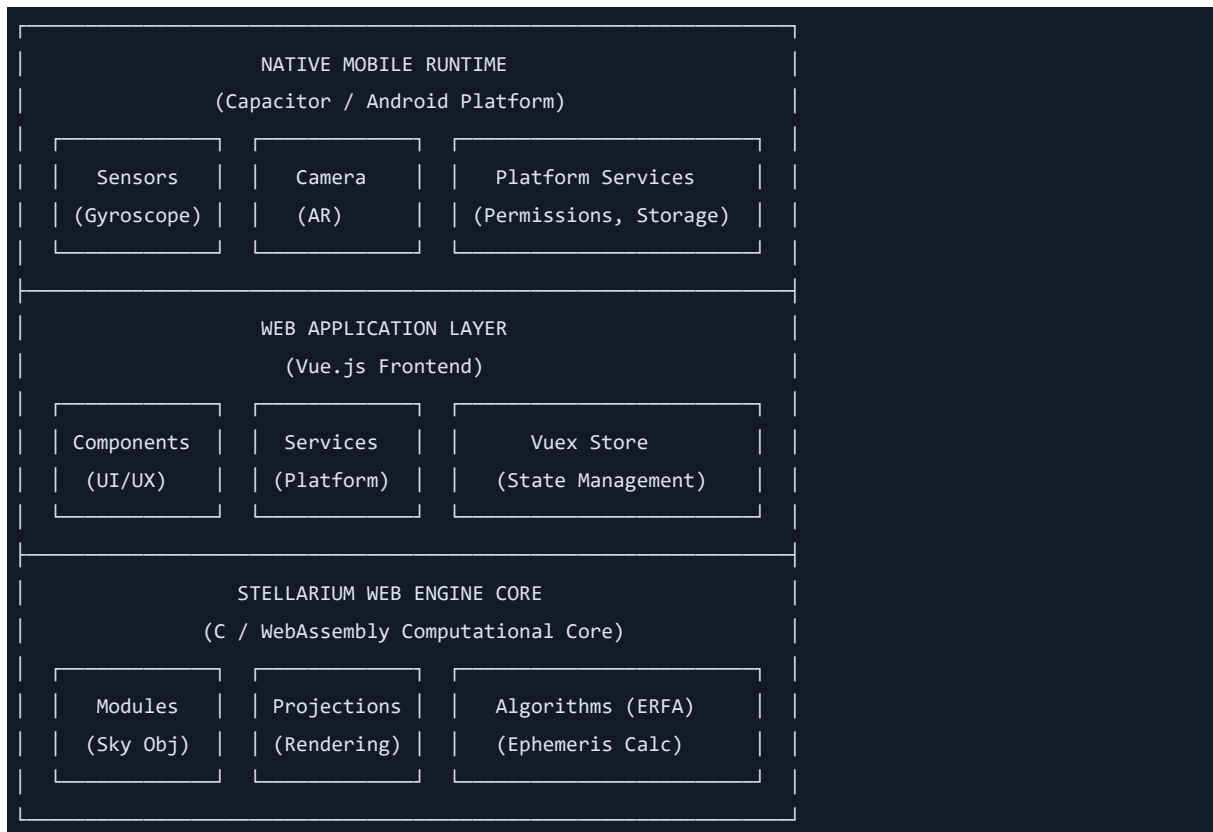 NATIVE MOBILE RUNTIME
(Capacitor / Android Platform)
Sensors Camera Platform Services
(Gyroscope) (AR) (Permissions, Storage)
WEB APPLICATION LAYER
(Vue.js Frontend)
Components Services Vuex Store
(UI/UX) (Platform) (State Management)
STELLARIUM WEB ENGINE CORE
(C / WebAssembly Computational Core)
Modules Projections Algorithms (ERFA)
(Sky Obj) (Rendering) (Ephemeris Calc)